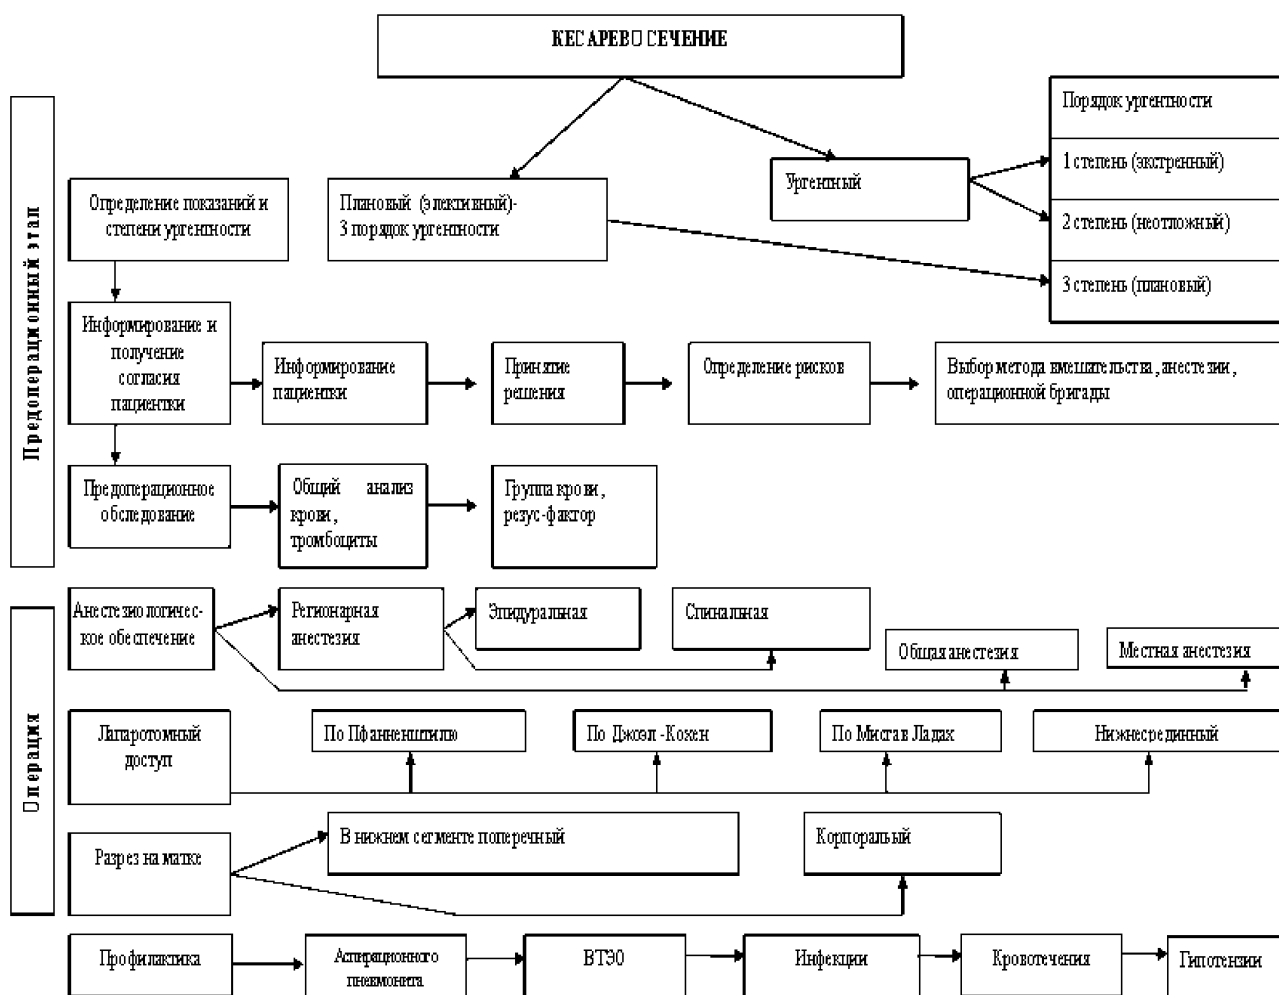 КЕСАРЕВО СЕЧЕНИЕ
Порядок ургентности
1 степень (экстренный)
2 степень (неотложный)
3 степень (плановый)
Ургентный
Плановый (элективный)-
3 порядок ургентности
Предоперационный этап
Определение показаний и
степени ургентности
Информирование и
получение
согласия
пациентки
Информирование
пациентки
Принятие
решения
Определение рисков
Выбор метода вмешательства, анестезии,
операционной бригады
Предоперационное
обследование
Общий анализ
крови,
тромбоциты
Группа крови,
резус-фактор
Операция
Анестезиологичес-
кое обеспечение
Регионарная
анестезия
Эпидуральная
Спинальная
Общая анестезия
Местная анестезия
Лапаротомный
доступ
По Пфанненштилю
По Джоэл-Кохен
По Мисгав Ладах
Нижнесрединный
Разрез на матке
В нижнем сегменте поперечный
Корпоралый
Профилактика
Аспирационного
пневмонита
ВТЭО
Инфекции
Кровотечения
Гипотензии